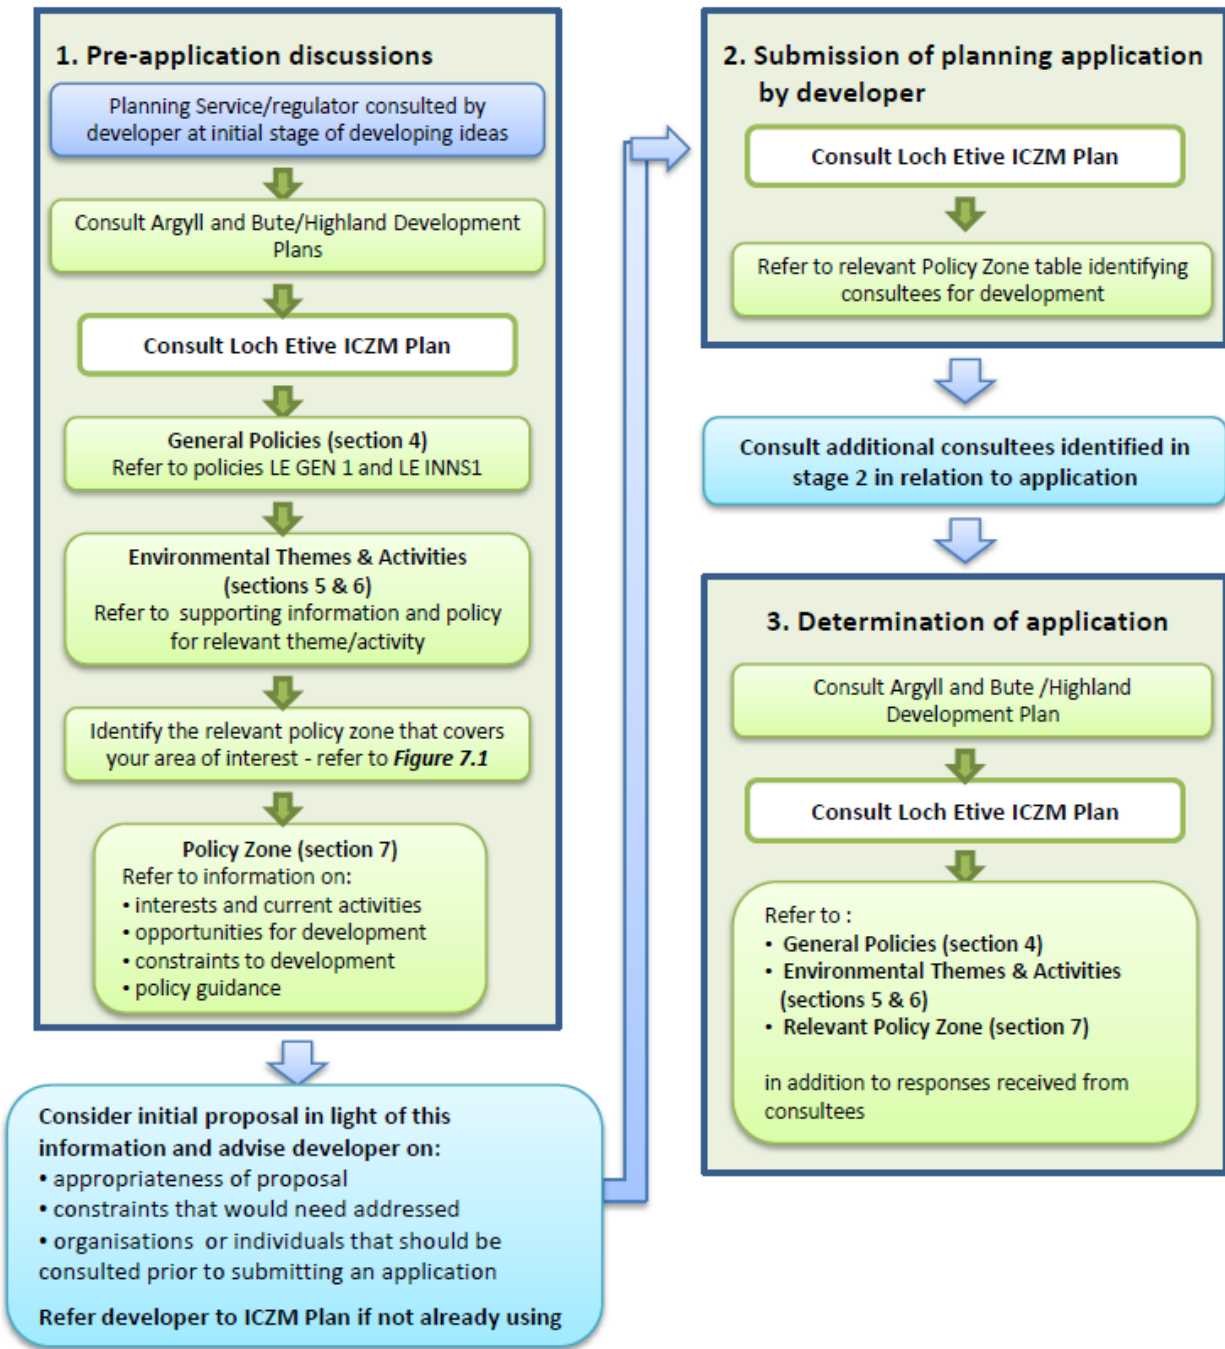 1. Pre-application discussions
Planning Service/regulator consulted by
developer at initial stage of developing ideas
Consult Argyll and Bute/Highland Development
Plans
Consult Loch Etive ICZM Plan
General Policies (section 4)
Refer to policies LE GEN 1 and LE INNS1
Environmental Themes & Activities
(sections 5 & 6)
Refer to supporting information and policy
for relevant theme/activity
Identify the relevant policy zone that covers
your area of interest - refer to Figure 7.1
Policy Zone (section 7)
Refer to information on:
• interests and current activities
• opportunities for development
• constraints to development
• policy guidance
Consider initial proposal in light of this
information and advise developer on:
• appropriateness of proposal
• constraints that would need addressed
• organisations or individuals that should be
consulted prior to submitting an application
Refer developer to ICZM Plan if not already using
2. Submission of planning application
by developer
Consult Loch Etive ICZM Plan
Refer to relevant Policy Zone table identifying
consultees for development
Consult additional consultees identified in
stage 2 in relation to application
3. Determination of application
Consult Argyll and Bute /Highland
Development Plan
Consult Loch Etive ICZM Plan
Refer to :
• General Policies (section 4)
• Environmental Themes & Activities
(sections 5 & 6)
• Relevant Policy Zone (section 7)
in addition to responses received from
consultees